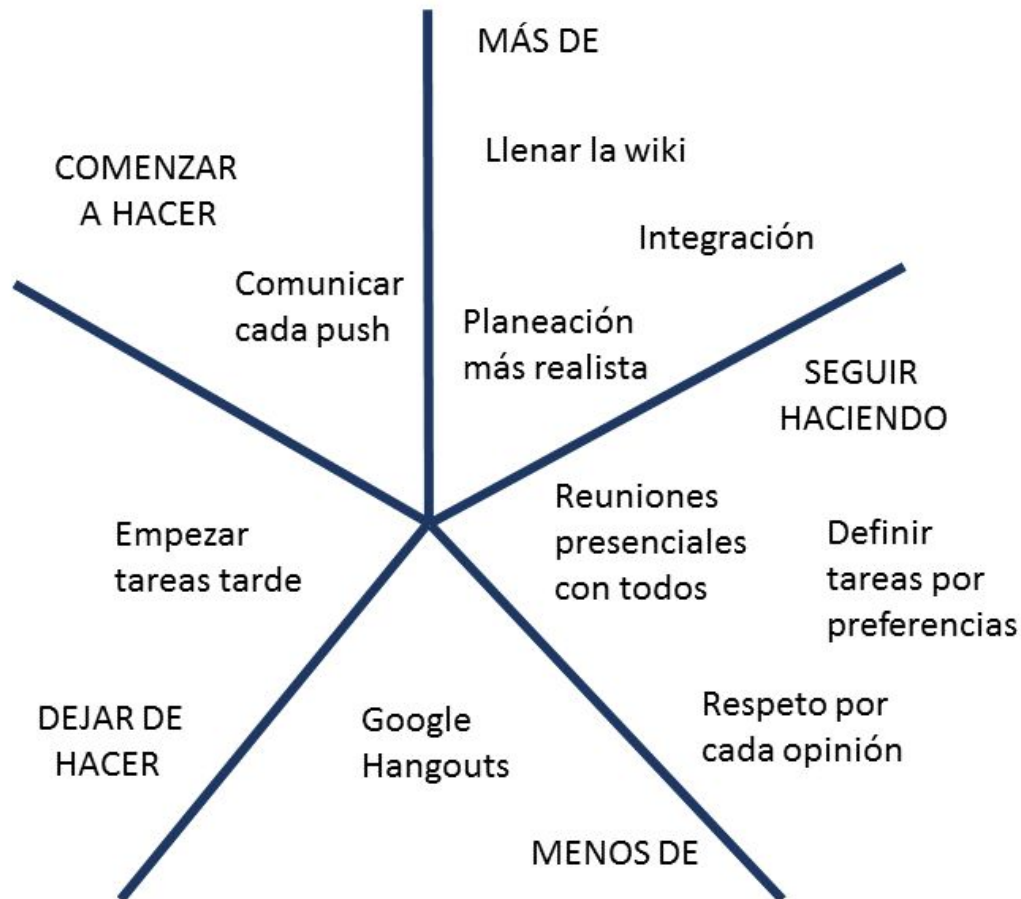 MÁS DE
Llenar la wiki
Integración
Planeación
más realista
SEGUIR
HACIENDO
Reuniones
presenciales
con todos
Definir
tareas por
preferencias
Respeto por
cada opinión
MENOS DE
Google
Hangouts
DEJAR DE
HACER
Empezar
tareas tarde
COMENZAR
A HACER
Comunicar
cada push